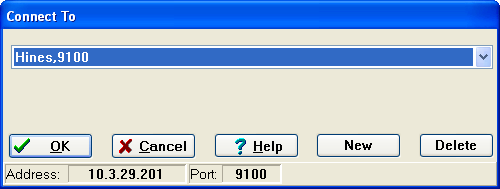 Connect To
Hines,9100
OK Cancel Help New Delete
Address: 10.3.29.201 Port: 9100